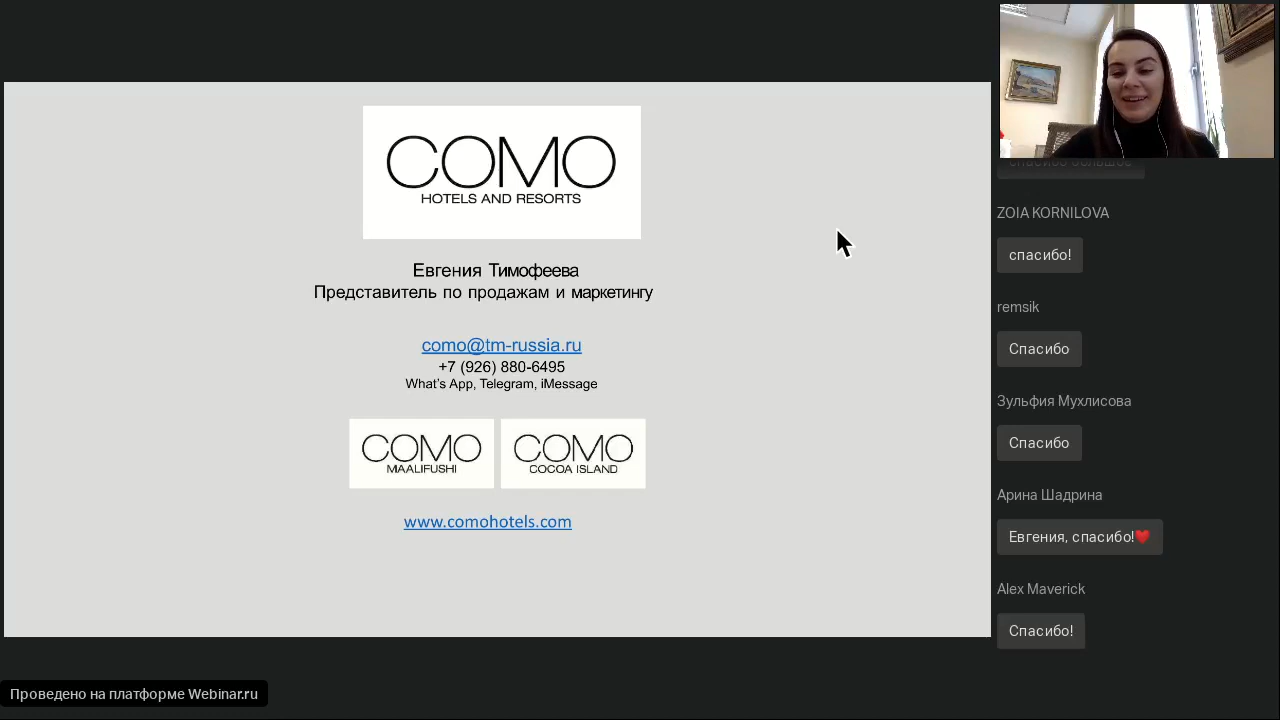 COMO
HOTELS AND RESORTS
Евгения Тимофеева
Представитель по продажам и маркетингу
como@tm-russia.ru
+7 (926) 880-6495
What's App, Telegram, iMessage
COMO
MAALIFUSHI
COMO
COCOA ISLAND
www.comohotels.com
спасибо большое
ZOIA KORNILOVA
спасибо!
remsik
Спасибо
Зульфия Мухлисова
Спасибо
Арина Шадрина
Евгения, спасибо!❤️
Alex Maverick
Спасибо!
Проведено на платформе Webinar.ru